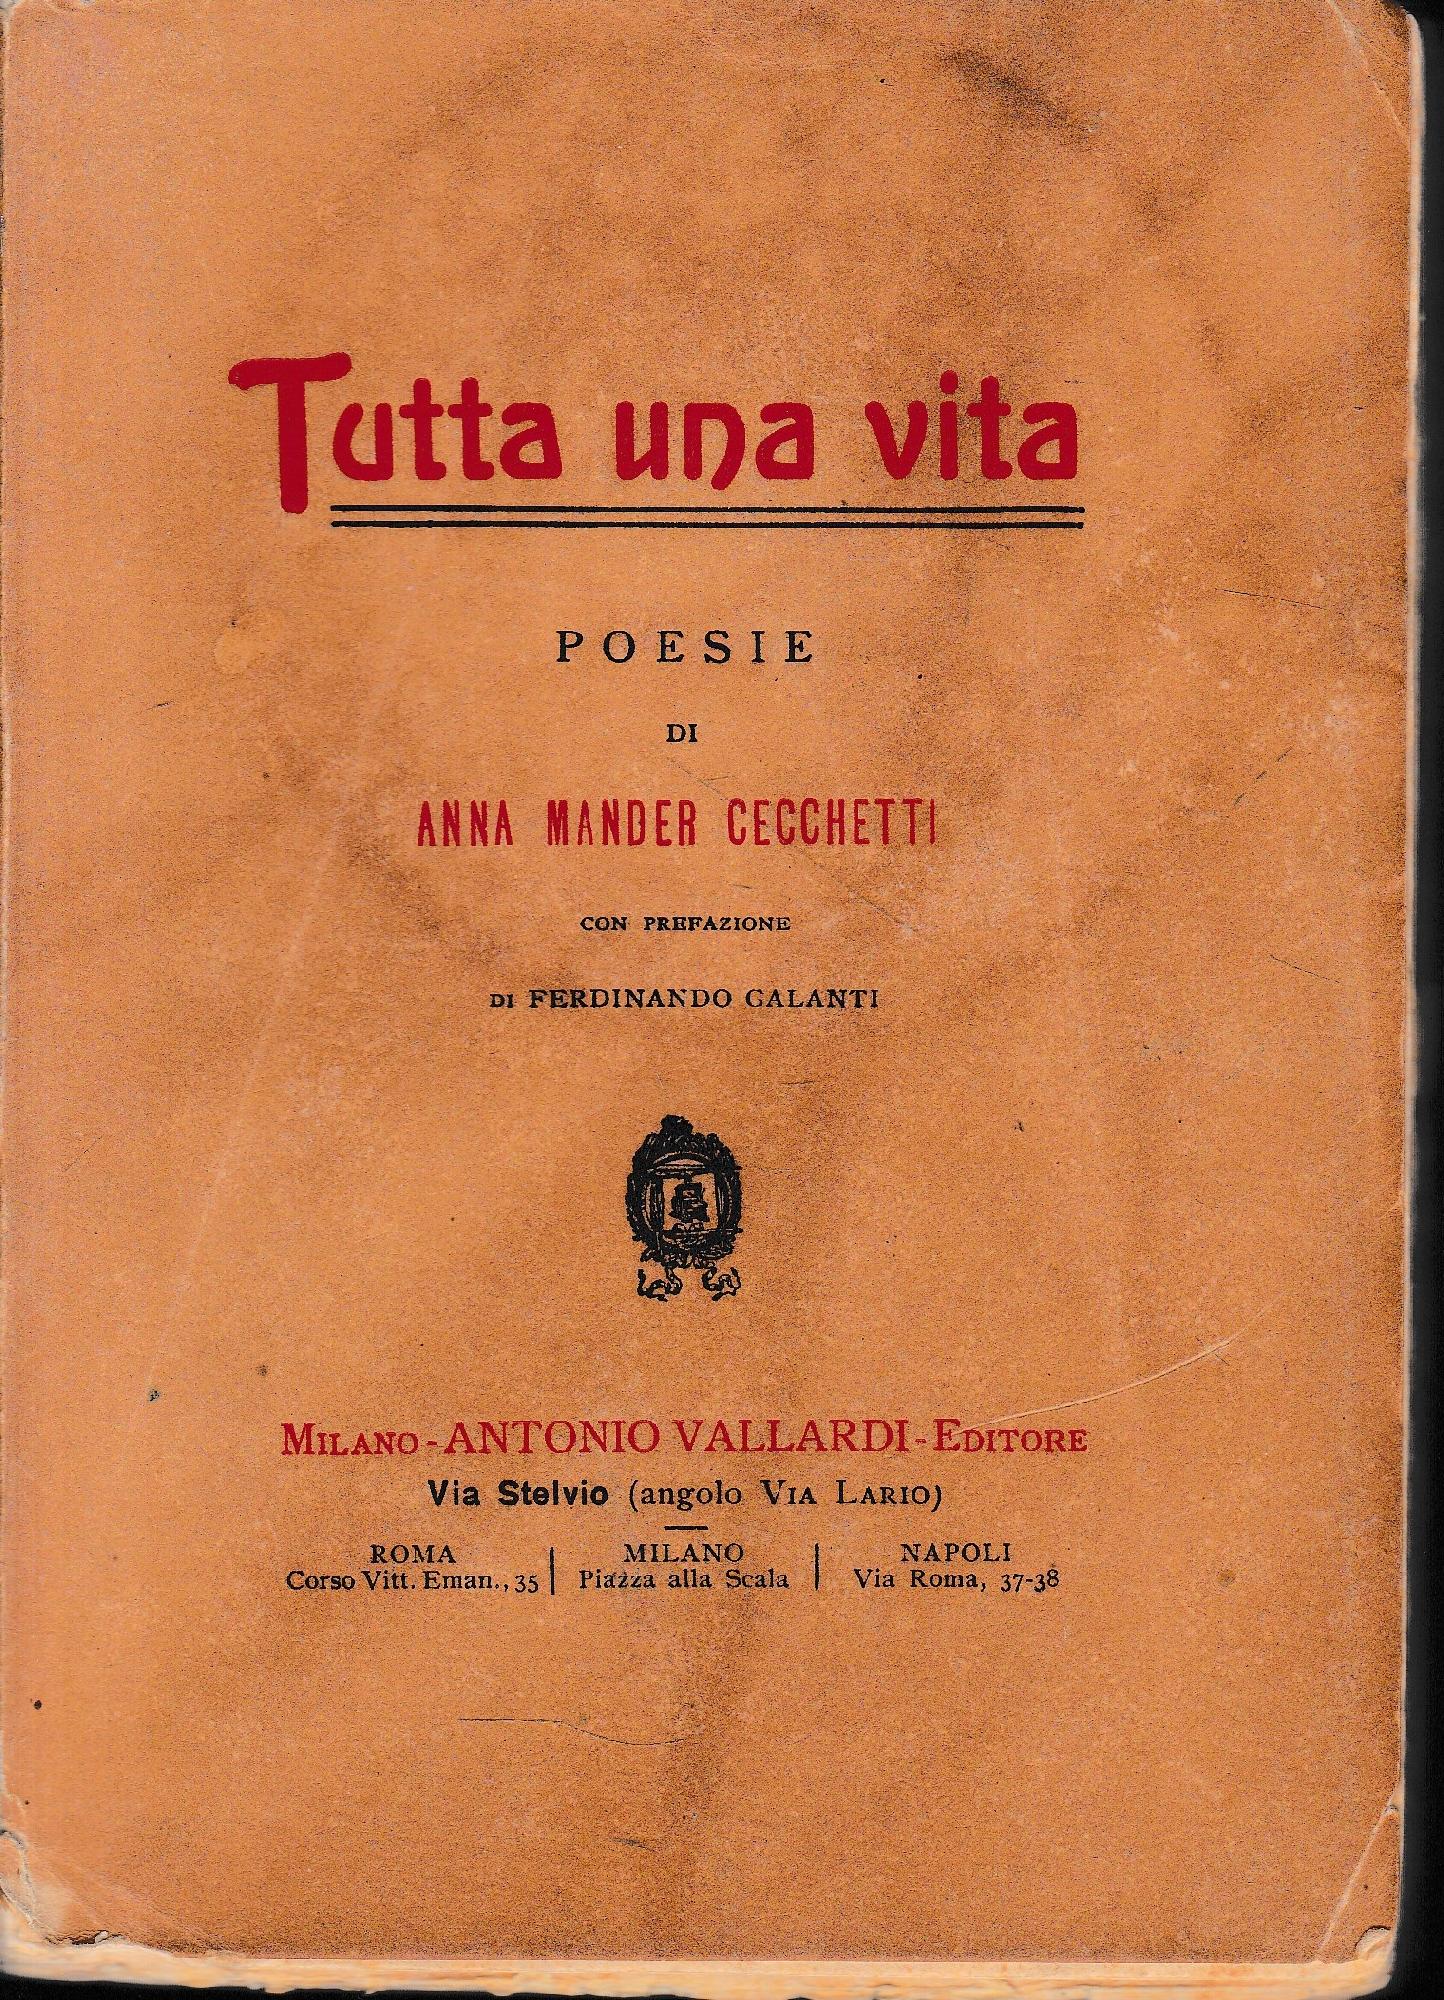 Tutta una vita
POESIE
DI
ANNA MANDER CECCHETTI
CON PREFAZIONE
DI FERDINANDO GALANTI
MILANO - ANTONIO VALLARDI - EDITORE
Via Stelvio (angolo VIA LARIO)
ROMA | MILANO | NAPOLI
Corso Vitt. Eman., 35 | Piazza alla Scala | Via Roma, 37-38